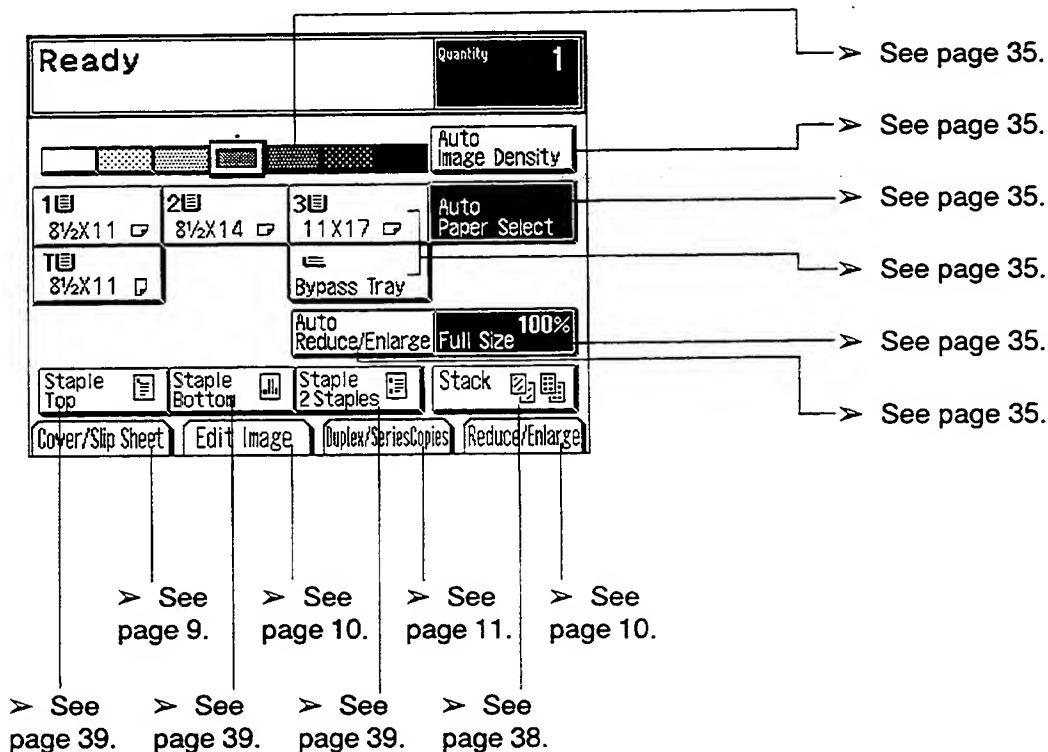 Ready
Quantity 1
➢ See page 35.
Auto
Image Density
➢ See page 35.
1 8½X11
2 8½X14
3 11X17
Auto
Paper Select
➢ See page 35.
T 8½X11
Bypass Tray
➢ See page 35.
Auto
Reduce/Enlarge
100%
Full Size
➢ See page 35.
➢ See page 35.
Staple
Top
Staple
Bottom
Staple
2 Staples
Stack
Cover/Slip Sheet
Edit Image
Duplex/SeriesCopies
Reduce/Enlarge
➢ See
page 9.
➢ See
page 10.
➢ See
page 11.
➢ See
page 10.
➢ See
page 39.
➢ See
page 39.
➢ See
page 39.
➢ See
page 38.